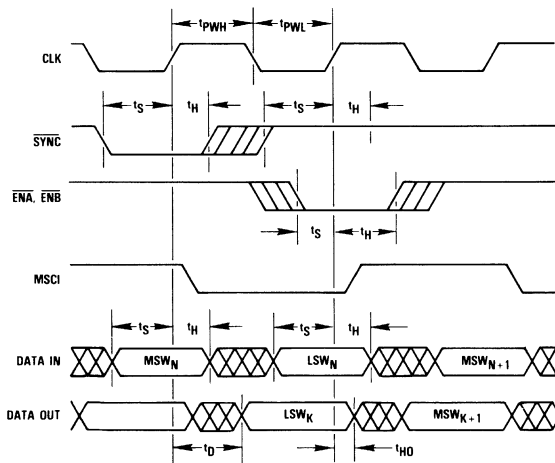 tPWH tPWL
CLK
tS tH tS tH
SYNC
ENA, ENB
tS tH
MSCI
tS tH tS tH
DATA IN MSWN LSWN MSWN+1
DATA OUT LSWK MSWK+1
tD tHO